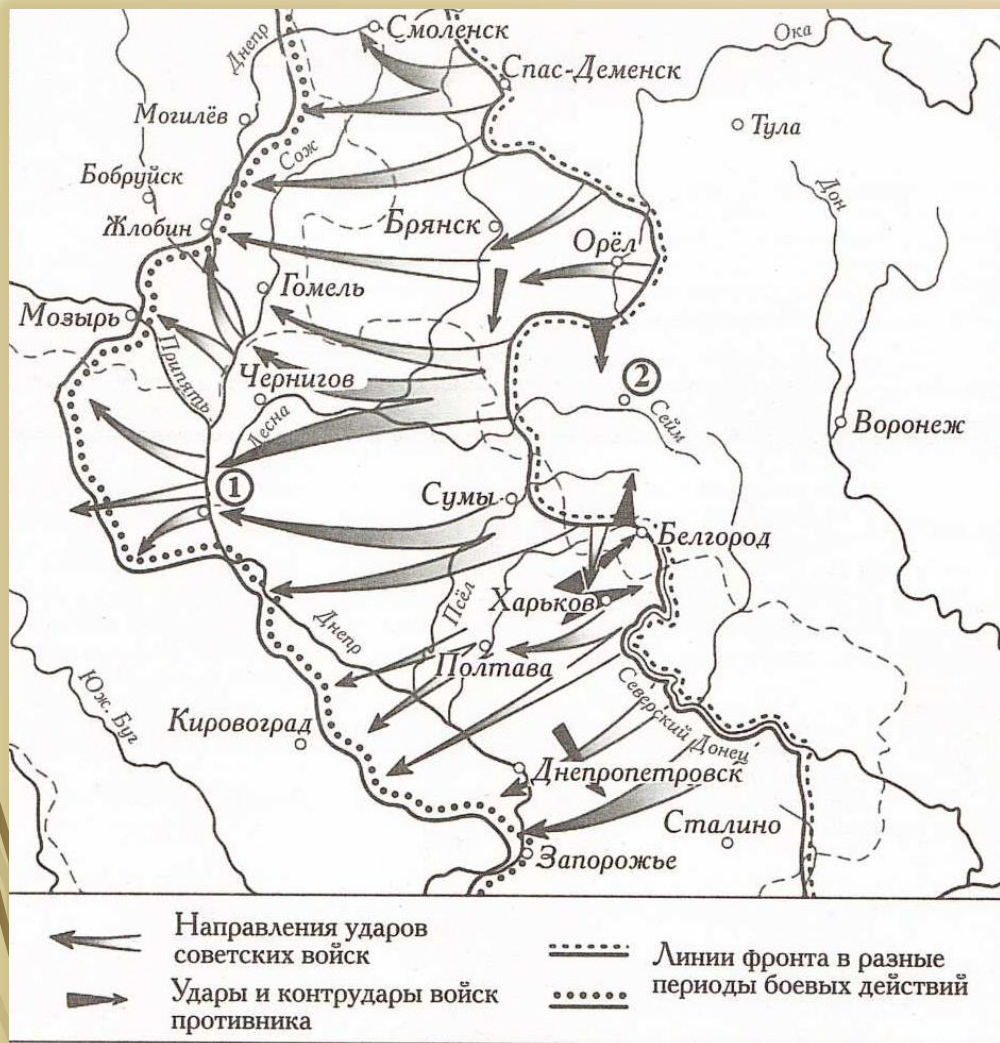 Смоленск
Днепр
Ока
Спас-Деменск
Могилёв
Тула
Сож
Дон
Бобруйск
Жлобин
Брянск
Орёл
Гомель
Мозырь
Припять
Чернигов
2
Сейм
Десна
Воронеж
1
Сумы
Белгород
Псёл
Харьков
Днепр
Полтава
Юж. Буг
Северский Донец
Кировоград
Днепропетровск
Сталино
Запорожье
Направления ударов
советских войск
Удары и контрудары войск
противника
Линии фронта в разные
периоды боевых действий